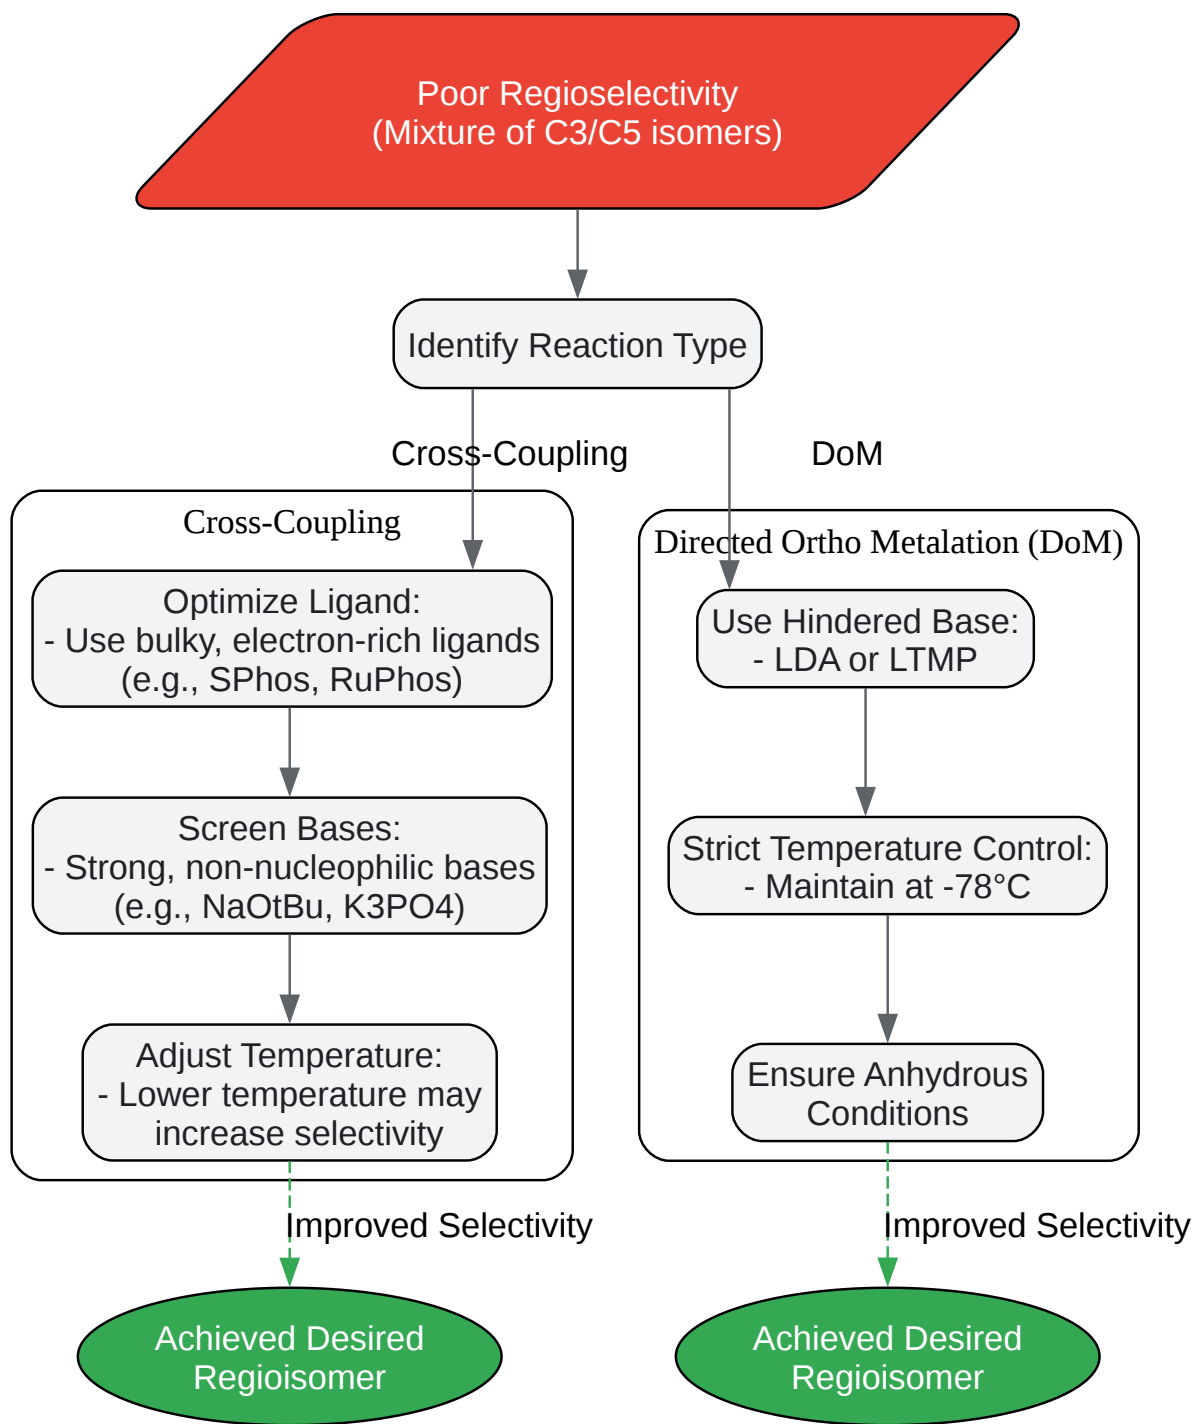 Poor Regioselectivity
(Mixture of C3/C5 isomers)
Identify Reaction Type
Cross-Coupling
DoM
Cross-Coupling
Optimize Ligand:
- Use bulky, electron-rich ligands
(e.g., SPhos, RuPhos)
Screen Bases:
- Strong, non-nucleophilic bases
(e.g., NaOtBu, K3PO4)
Adjust Temperature:
- Lower temperature may
increase selectivity
Improved Selectivity
Achieved Desired
Regioisomer
Directed Ortho Metalation (DoM)
Use Hindered Base:
- LDA or LTMP
Strict Temperature Control:
- Maintain at -78°C
Ensure Anhydrous
Conditions
Improved Selectivity
Achieved Desired
Regioisomer